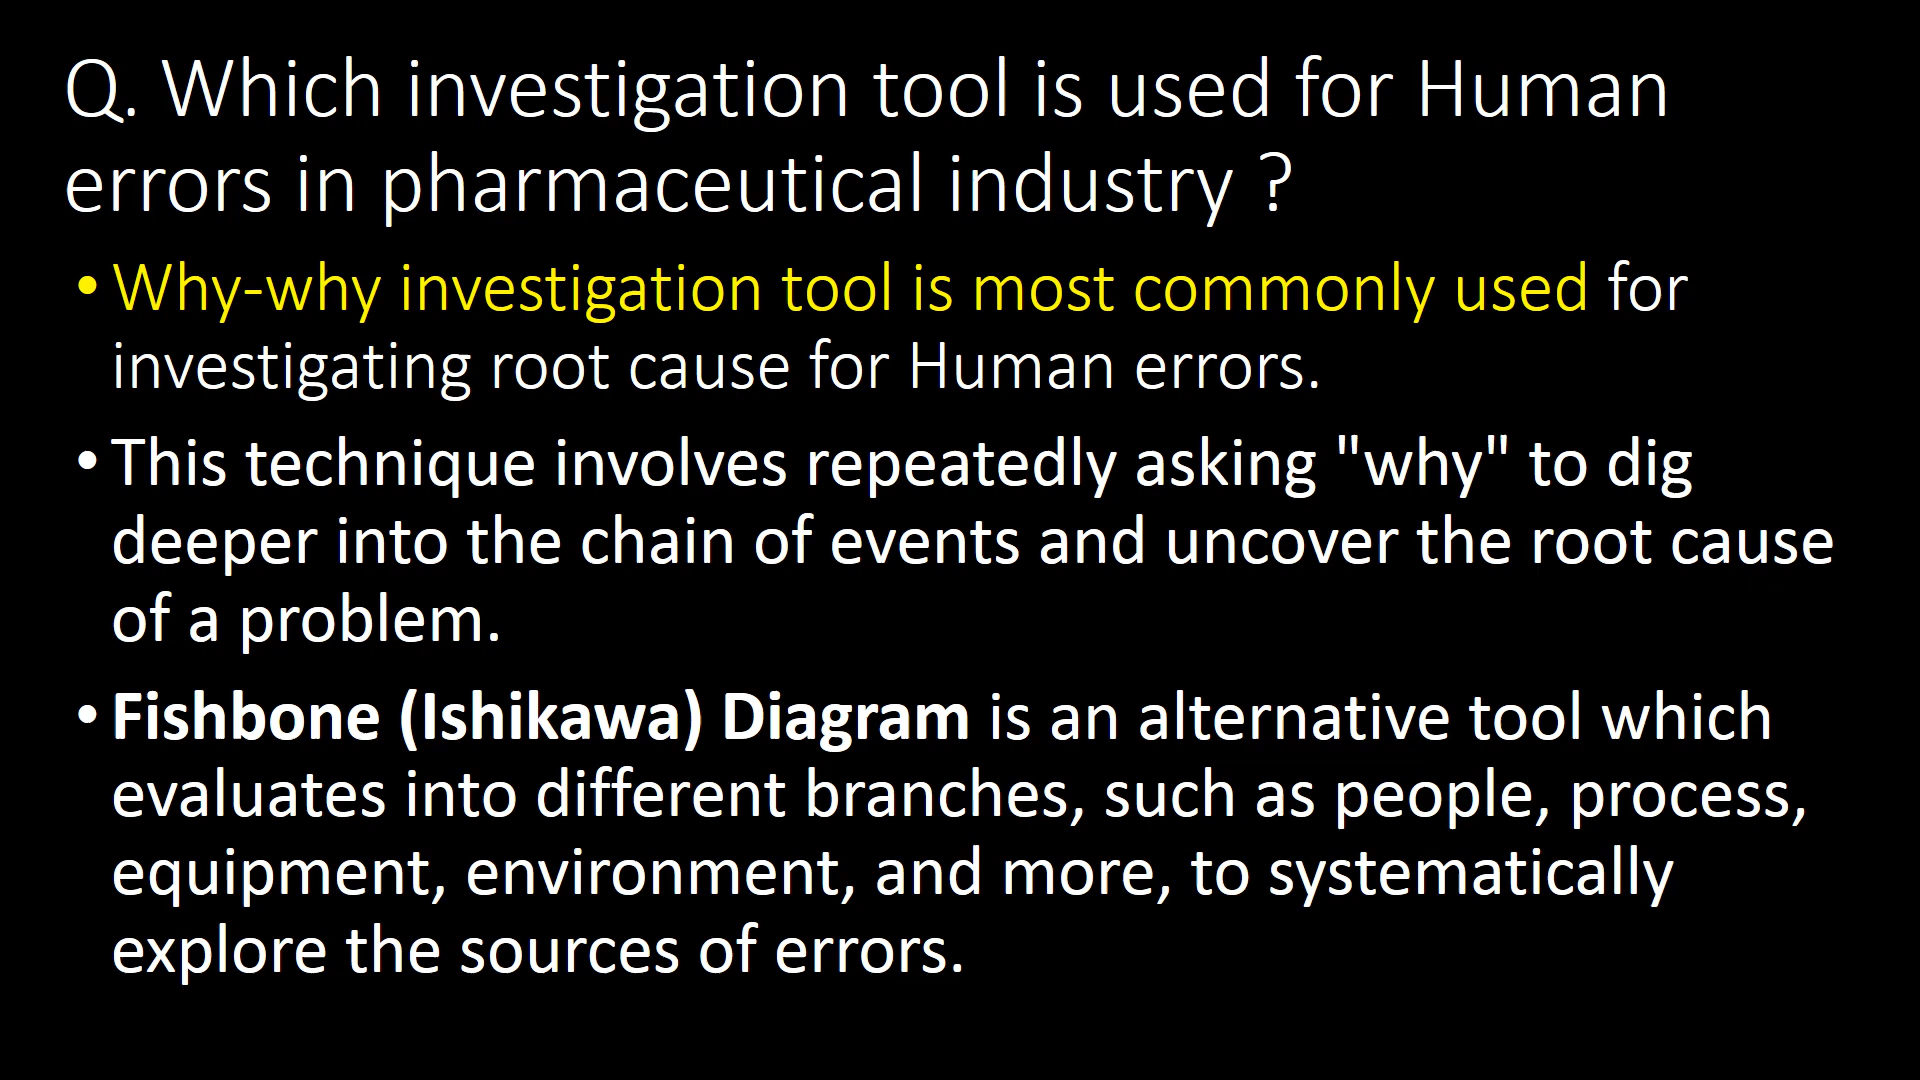 Q. Which investigation tool is used for Human
errors in pharmaceutical industry ?
• Why-why investigation tool is most commonly used for
investigating root cause for Human errors.
• This technique involves repeatedly asking "why" to dig
deeper into the chain of events and uncover the root cause
of a problem.
• Fishbone (Ishikawa) Diagram is an alternative tool which
evaluates into different branches, such as people, process,
equipment, environment, and more, to systematically
explore the sources of errors.